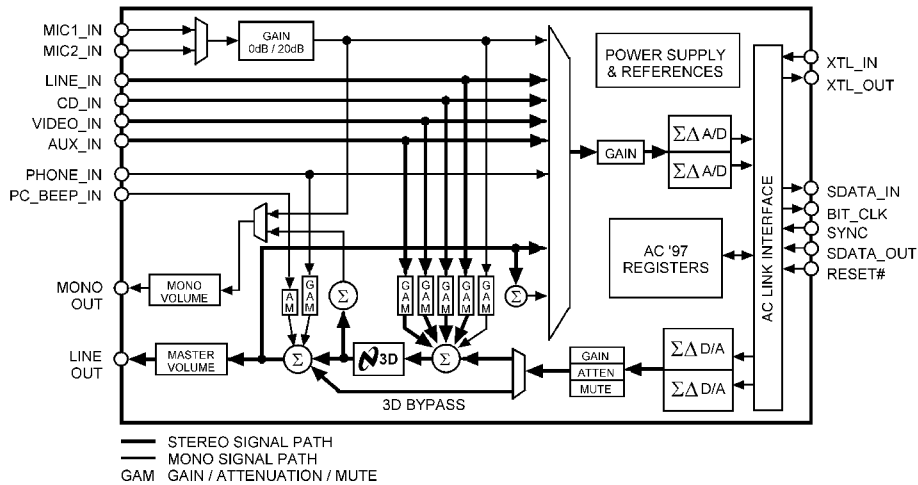 MIC1_IN
MIC2_IN
GAIN
0dB / 20dB
LINE_IN
CD_IN
VIDEO_IN
AUX_IN
PHONE_IN
PC_BEEP_IN
POWER SUPPLY
& REFERENCES
XTL_IN
XTL_OUT
GAIN
ΣΔ A/D
ΣΔ A/D
AC LINK INTERFACE
SDATA_IN
BIT_CLK
SYNC
SDATA_OUT
RESET#
AC '97
REGISTERS
MONO
OUT
MONO
VOLUME
AM
GAM
Σ
GAM
GAM
GAM
GAM
GAM
Σ
LINE
OUT
MASTER
VOLUME
Σ
3D
Σ
GAIN
ATTEN
MUTE
ΣΔ D/A
ΣΔ D/A
3D BYPASS
STEREO SIGNAL PATH
MONO SIGNAL PATH
GAM GAIN / ATTENUATION / MUTE